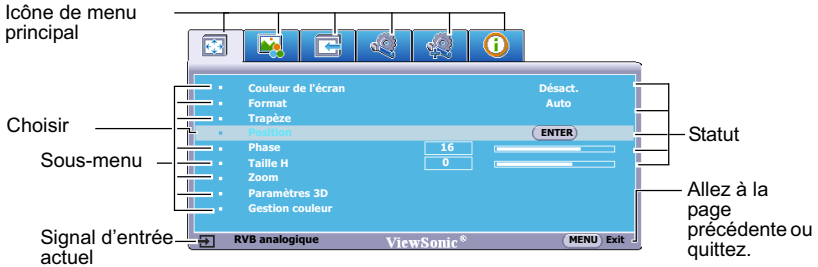 Icône de menu
principal
Couleur de l'écran Désact.
Format Auto
Trapèze
Choisir
Position ENTER
Statut
Phase 16
Sous-menu
Taille H 0
Zoom
Paramètres 3D
Gestion couleur
Allez à la
page
précédente ou
quittez.
Signal d'entrée
actuel
RVB analogique ViewSonic® MENU Exit